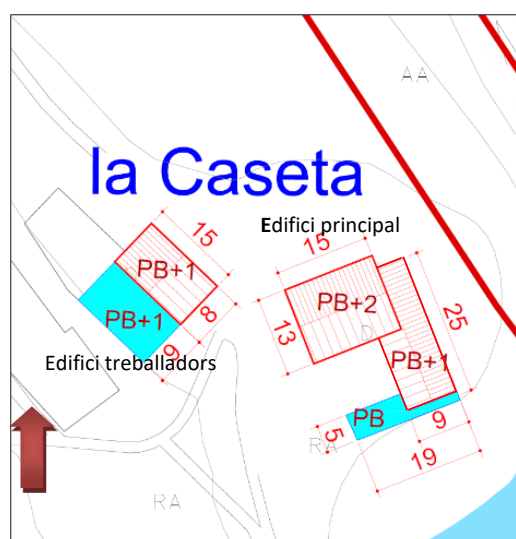 AA
la Caseta
Edifici principal
15
15
PB+1
PB+2
25
8
PB+1
13
D
9
PB+1
Edifici treballadors
PB
9
5
RA
19
RA